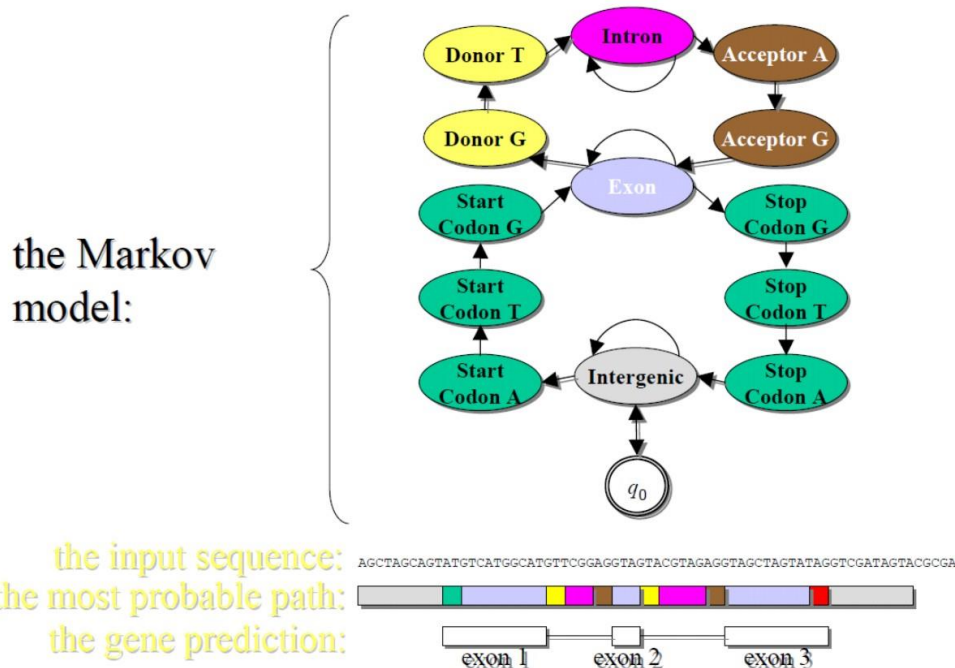 Intron
Donor T
Acceptor A
Donor G
Acceptor G
Exon
Start
Codon G
Stop
Codon G
the Markov
model:
Start
Codon T
Stop
Codon T
Start
Codon A
Intergenic
Stop
Codon A
q0
the input sequence: AGCTAGCAGTATGTCATGGCATGTTCGGAGGTAGTACGTAGAGGTAGCTAGTATAGGTCGATAGTACGCGA
the most probable path:
the gene prediction:
exon 1 exon 2 exon 3